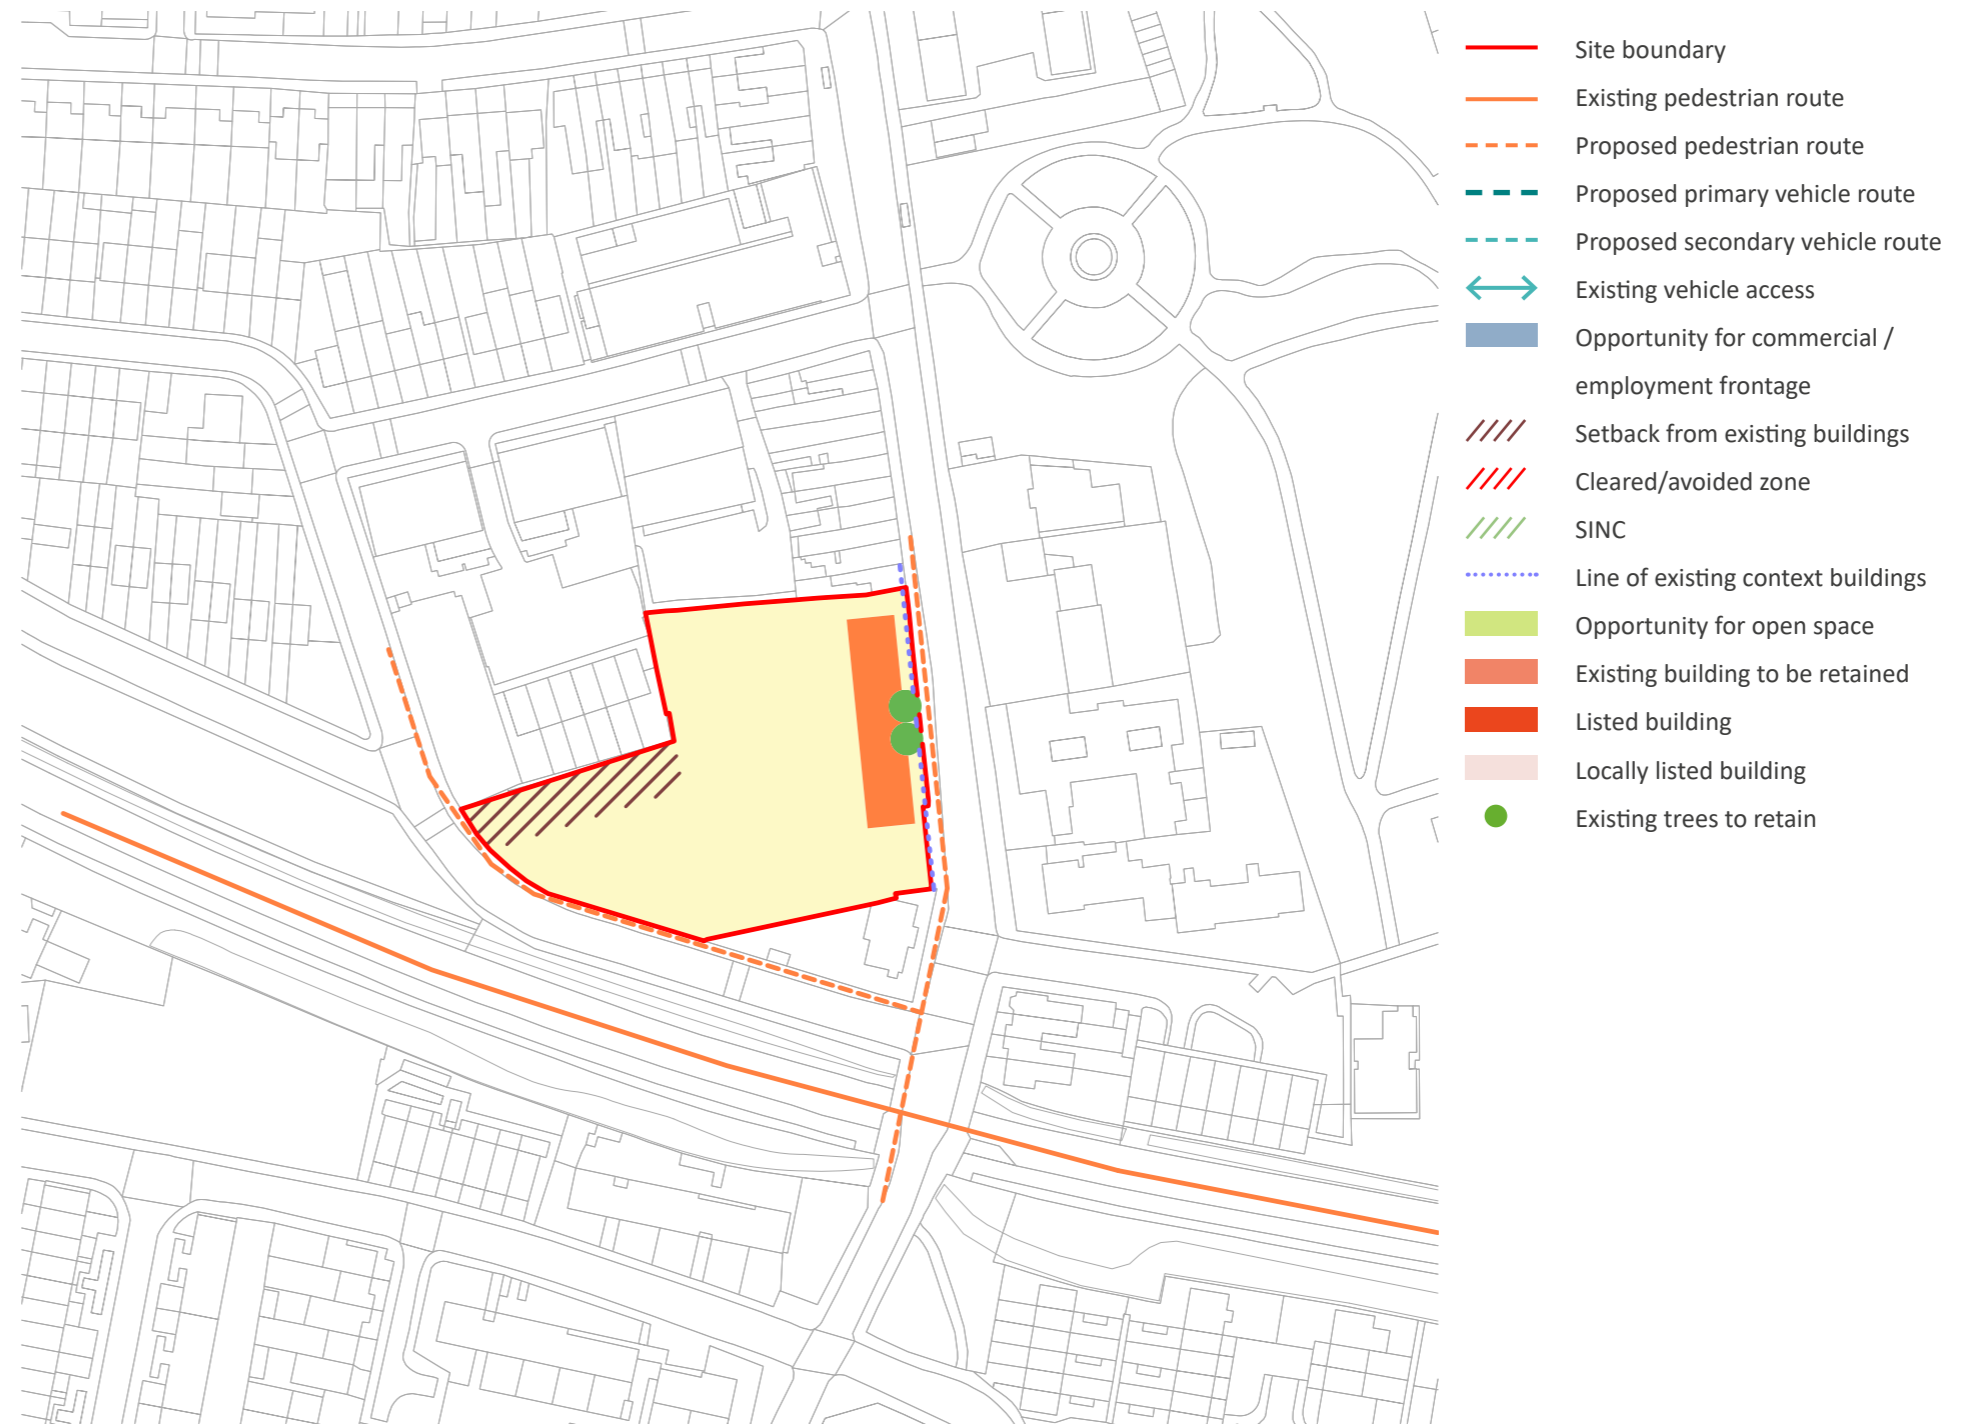 Site boundary
Existing pedestrian route
Proposed pedestrian route
Proposed primary vehicle route
Proposed secondary vehicle route
Existing vehicle access
Opportunity for commercial /
employment frontage
Setback from existing buildings
Cleared/avoided zone
SINC
Line of existing context buildings
Opportunity for open space
Existing building to be retained
Listed building
Locally listed building
Existing trees to retain